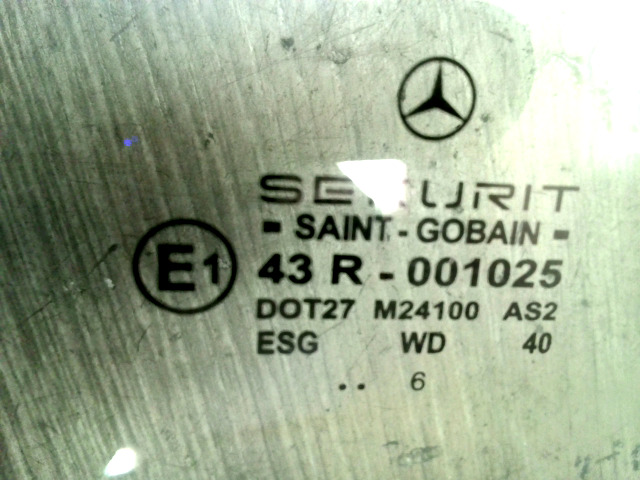 SEKURIT
- SAINT-GOBAIN -
E1
43 R - 001025
DOT27 M24100 AS2
ESG WD 40
.. 6